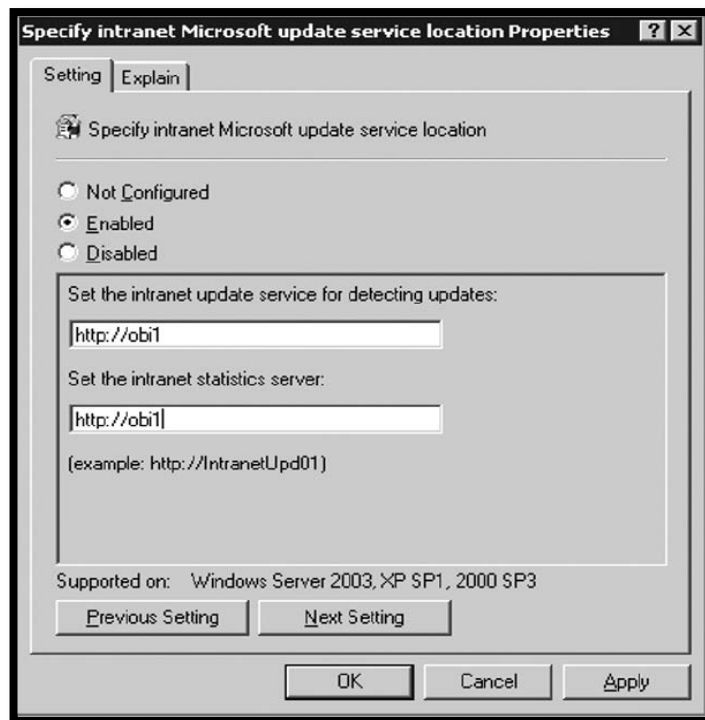 Specify intranet Microsoft update service location Properties
Setting
Explain
Specify intranet Microsoft update service location
Not Configured
Enabled
Disabled
Set the intranet update service for detecting updates:
http://obi1
Set the intranet statistics server:
http://obi1
(example: http://IntranetUpd01)
Supported on: Windows Server 2003, XP SP1, 2000 SP3
Previous Setting
Next Setting
OK
Cancel
Apply